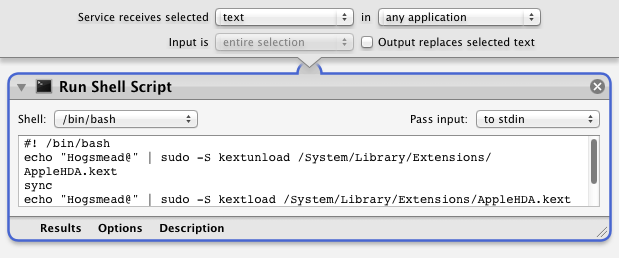 Service receives selected text in any application
Input is entire selection Output replaces selected text
Run Shell Script
Shell: /bin/bash Pass input: to stdin
#! /bin/bash
echo "Hogsmead@" | sudo -S kextunload /System/Library/Extensions/
AppleHDA.kext
sync
echo "Hogsmead@" | sudo -S kextload /System/Library/Extensions/AppleHDA.kext
Results Options Description